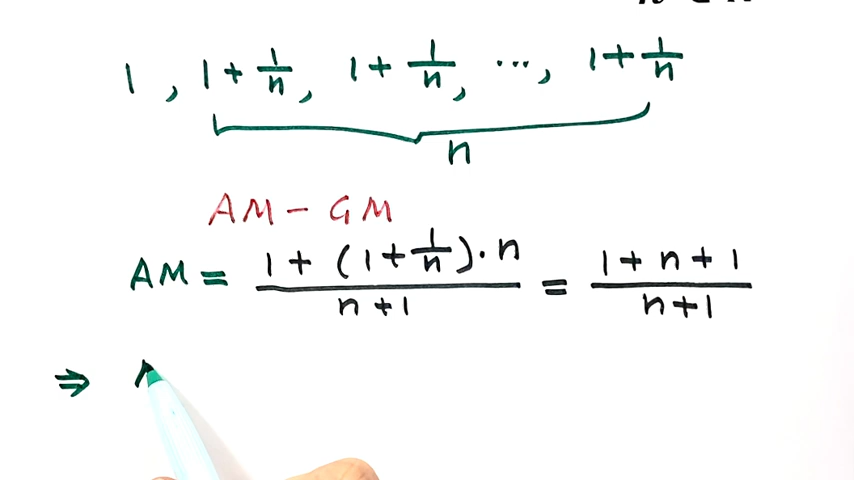 1, 1 + 1/n, 1 + 1/n, ..., 1 + 1/n
n
AM - GM
AM = (1 + (1 + 1/n) · n)/(n + 1) = (1 + n + 1)/(n + 1)
⇒